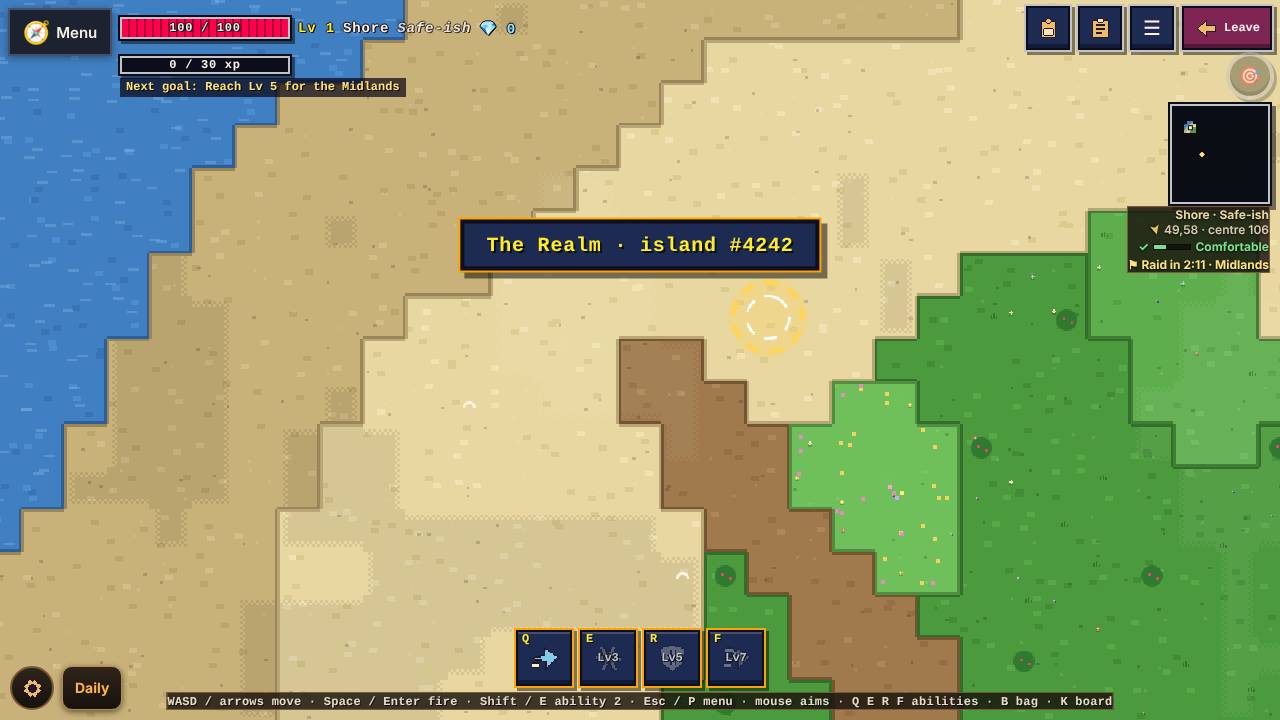 Menu
100 / 100
Lv 1 Shore Safe-ish 💎 0
0 / 30 xp
Next goal: Reach Lv 5 for the Midlands
Leave
Shore · Safe-ish
49,58 · centre 106
Comfortable
Raid in 2:11 · Midlands
The Realm · island #4242
Q
E
R
F
Lv3
Lv5
Lv7
Daily
WASD / arrows move · Space / Enter fire · Shift / E ability 2 · Esc / P menu · mouse aims · Q E R F abilities · B bag · K board